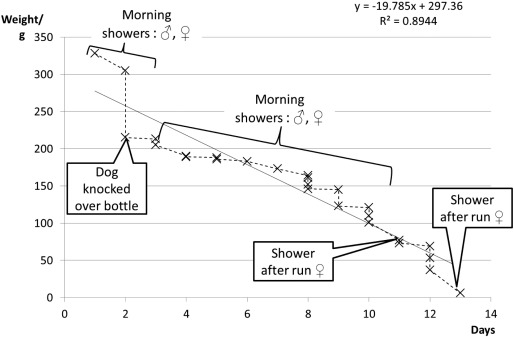 Weight/
g
y = -19.785x + 297.36
R² = 0.8944
Morning
showers : ♂, ♀
350
300
250
200
150
100
50
0
Morning
showers : ♂, ♀
Dog
knocked
over bottle
Shower
after run ♀
Shower
after run ♀
0 2 4 6 8 10 12 14
Days